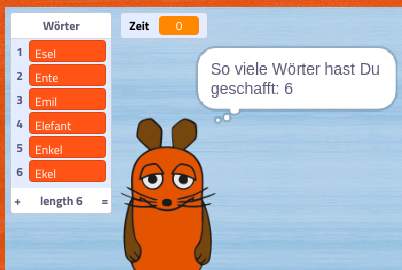 Wörter
1 Esel
2 Ente
3 Emil
4 Elefant
5 Enkel
6 Ekel
+ length 6 =
Zeit 0
So viele Wörter hast Du
geschafft: 6